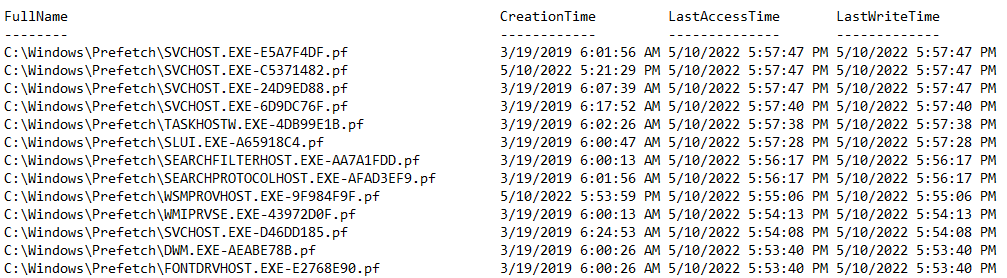 FullName CreationTime LastAccessTime LastWriteTime
-------- ------------ -------------- -------------
C:\Windows\Prefetch\SVCHOST.EXE-E5A7F4DF.pf 3/19/2019 6:01:56 AM 5/10/2022 5:57:47 PM 5/10/2022 5:57:47 PM
C:\Windows\Prefetch\SVCHOST.EXE-C5371482.pf 5/10/2022 5:21:29 PM 5/10/2022 5:57:47 PM 5/10/2022 5:57:47 PM
C:\Windows\Prefetch\SVCHOST.EXE-24D9ED88.pf 3/19/2019 6:07:39 AM 5/10/2022 5:57:47 PM 5/10/2022 5:57:47 PM
C:\Windows\Prefetch\SVCHOST.EXE-6D9DC76F.pf 3/19/2019 6:17:52 AM 5/10/2022 5:57:40 PM 5/10/2022 5:57:40 PM
C:\Windows\Prefetch\TASKHOSTW.EXE-4DB99E1B.pf 3/19/2019 6:02:26 AM 5/10/2022 5:57:38 PM 5/10/2022 5:57:38 PM
C:\Windows\Prefetch\SLUI.EXE-A65918C4.pf 3/19/2019 6:00:47 AM 5/10/2022 5:57:28 PM 5/10/2022 5:57:28 PM
C:\Windows\Prefetch\SEARCHFILTERHOST.EXE-AA7A1FDD.pf 3/19/2019 6:00:13 AM 5/10/2022 5:56:17 PM 5/10/2022 5:56:17 PM
C:\Windows\Prefetch\SEARCHPROTOCOLHOST.EXE-AFAD3EF9.pf 3/19/2019 6:01:56 AM 5/10/2022 5:56:17 PM 5/10/2022 5:56:17 PM
C:\Windows\Prefetch\WSMPROVHOST.EXE-9F984F9F.pf 5/10/2022 5:53:59 PM 5/10/2022 5:55:06 PM 5/10/2022 5:55:06 PM
C:\Windows\Prefetch\WMIPRVSE.EXE-43972D0F.pf 3/19/2019 6:00:13 AM 5/10/2022 5:54:13 PM 5/10/2022 5:54:13 PM
C:\Windows\Prefetch\SVCHOST.EXE-D46DD185.pf 3/19/2019 6:24:53 AM 5/10/2022 5:54:08 PM 5/10/2022 5:54:08 PM
C:\Windows\Prefetch\DWM.EXE-AEABE78B.pf 3/19/2019 6:00:26 AM 5/10/2022 5:53:40 PM 5/10/2022 5:53:40 PM
C:\Windows\Prefetch\FONTDRVHOST.EXE-E2768E90.pf 3/19/2019 6:00:26 AM 5/10/2022 5:53:40 PM 5/10/2022 5:53:40 PM